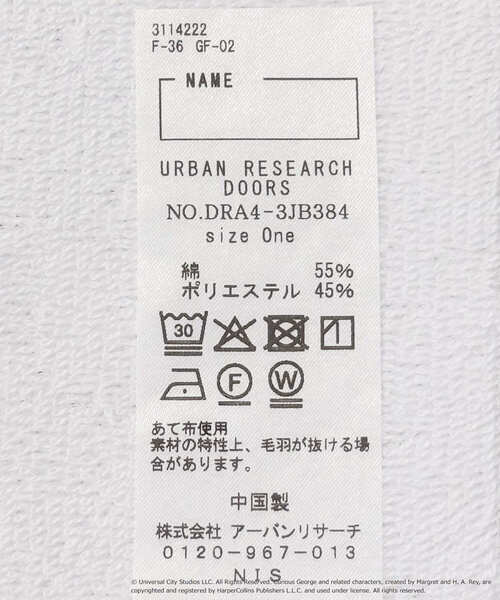 3114222
F-36 GF-02
NAME
URBAN RESEARCH
DOORS
NO.DRA4-3JB384
size One
綿 55%
ポリエステル 45%
30
F W
あて布使用
素材の特性上、毛羽が抜ける場
合があります。
中国製
株式会社 アーバンリサーチ
0120-967-013
NIS
© Universal City Studios LLC. All Rights Reserved. Curious George and related characters, created by Margret and H. A. Rey, are
copyrighted and registered by HarperCollins Publishers L.L.C. and used under license. All rights reserved.